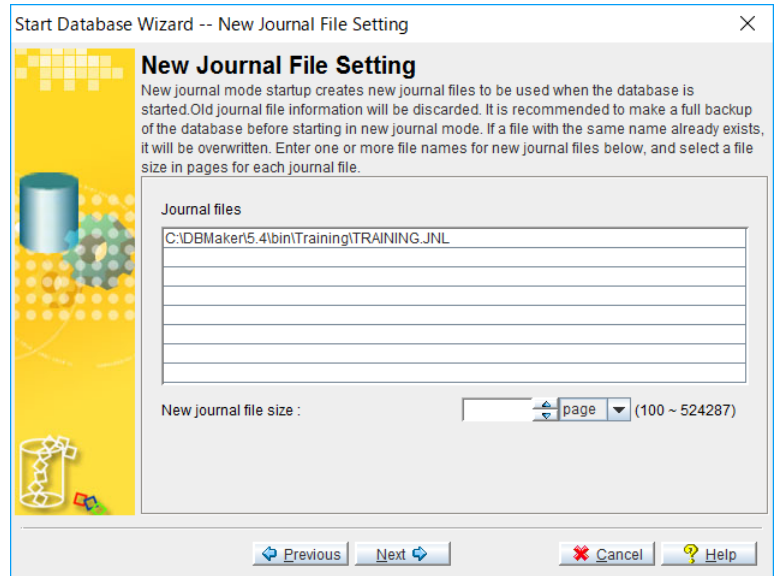 Start Database Wizard -- New Journal File Setting
New Journal File Setting
New journal mode startup creates new journal files to be used when the database is
started.Old journal file information will be discarded. It is recommended to make a full backup
of the database before starting in new journal mode. If a file with the same name already exists,
it will be overwritten. Enter one or more file names for new journal files below, and select a file
size in pages for each journal file.
Journal files
C:\DBMaker\5.4\bin\Training\TRAINING.JNL
New journal file size : page (100 ~ 524287)
Previous Next Cancel Help